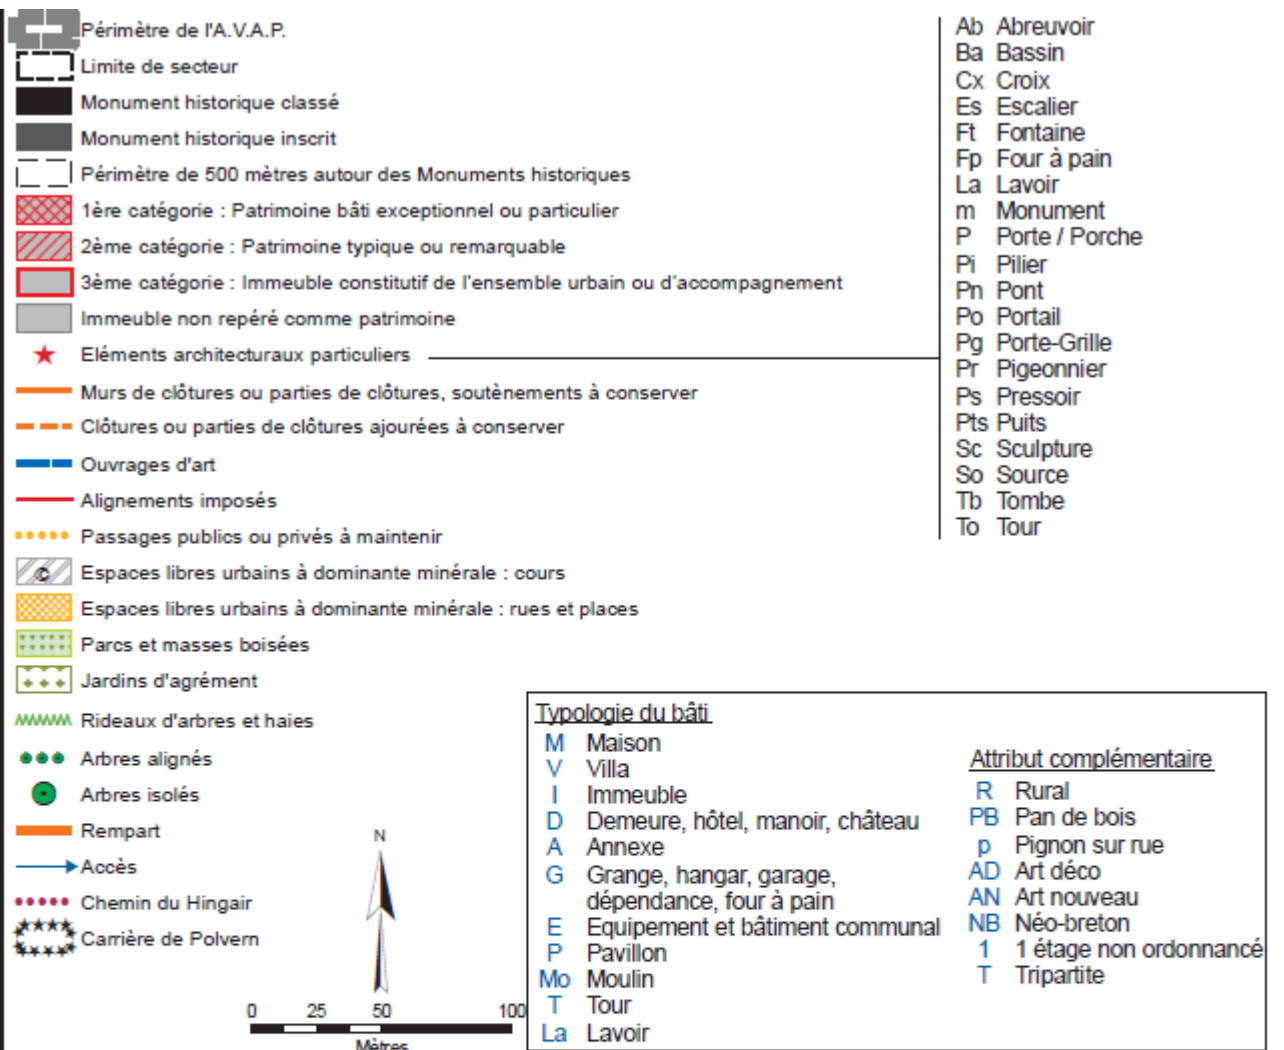 Périmètre de l'A.V.A.P.
Limite de secteur
Monument historique classé
Monument historique inscrit
Périmètre de 500 mètres autour des Monuments historiques
1ère catégorie : Patrimoine bâti exceptionnel ou particulier
2ème catégorie : Patrimoine typique ou remarquable
3ème catégorie : Immeuble constitutif de l'ensemble urbain ou d'accompagnement
Immeuble non repéré comme patrimoine
Eléments architecturaux particuliers
Murs de clôtures ou parties de clôtures, soutènements à conserver
Clôtures ou parties de clôtures ajourées à conserver
Ouvrages d'art
Alignements imposés
Passages publics ou privés à maintenir
c Espaces libres urbains à dominante minérale : cours
Espaces libres urbains à dominante minérale : rues et places
Parcs et masses boisées
Jardins d'agrément
Rideaux d'arbres et haies
Arbres alignés
Arbres isolés
Rempart
Accès
Chemin du Hingair
Carrière de Polvern
N
0 25 50 100
Mètres
Ab Abreuvoir
Ba Bassin
Cx Croix
Es Escalier
Ft Fontaine
Fp Four à pain
La Lavoir
m Monument
P Porte / Porche
Pi Pilier
Pn Pont
Po Portail
Pg Porte-Grille
Pr Pigeonnier
Ps Pressoir
Pts Puits
Sc Sculpture
So Source
Tb Tombe
To Tour
Typologie du bâti
M Maison
V Villa
I Immeuble
D Demeure, hôtel, manoir, château
A Annexe
G Grange, hangar, garage,
dépendance, four à pain
E Equipement et bâtiment communal
P Pavillon
Mo Moulin
T Tour
La Lavoir
Attribut complémentaire
R Rural
PB Pan de bois
p Pignon sur rue
AD Art déco
AN Art nouveau
NB Néo-breton
1 1 étage non ordonnancé
T Tripartite